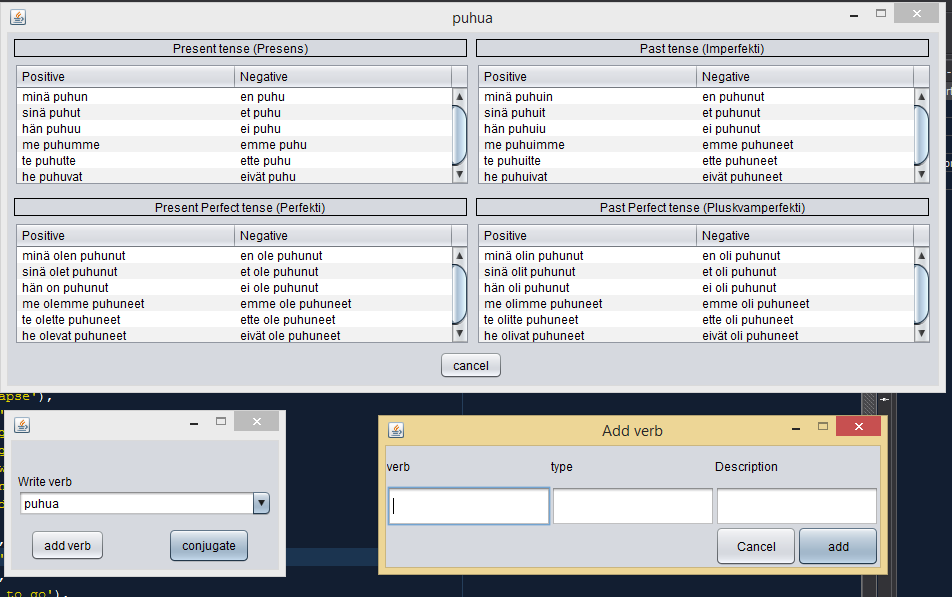 puhua
Present tense (Presens)
Past tense (Imperfekti)
Positive Negative Positive Negative
minä puhun en puhu minä puhuin en puhunut
sinä puhut et puhu sinä puhuit et puhunut
hän puhuu ei puhu hän puhuiu ei puhunut
me puhumme emme puhu me puhuimme emme puhuneet
te puhutte ette puhu te puhuitte ette puhuneet
he puhuvat eivät puhu he puhuivat eivät puhuneet
Present Perfect tense (Perfekti)
Past Perfect tense (Pluskvamperfekti)
Positive Negative Positive Negative
minä olen puhunut en ole puhunut minä olin puhunut en oli puhunut
sinä olet puhunut et ole puhunut sinä olit puhunut et oli puhunut
hän on puhunut ei ole puhunut hän oli puhunut ei oli puhunut
me olemme puhuneet emme ole puhuneet me olimme puhuneet emme oli puhuneet
te olette puhuneet ette ole puhuneet te olitte puhuneet ette oli puhuneet
he olevat puhuneet eivät ole puhuneet he olivat puhuneet eivät oli puhuneet
cancel
apse'),
Write verb
puhua
add verb conjugate
Add verb
verb type Description
Cancel add
to go'),